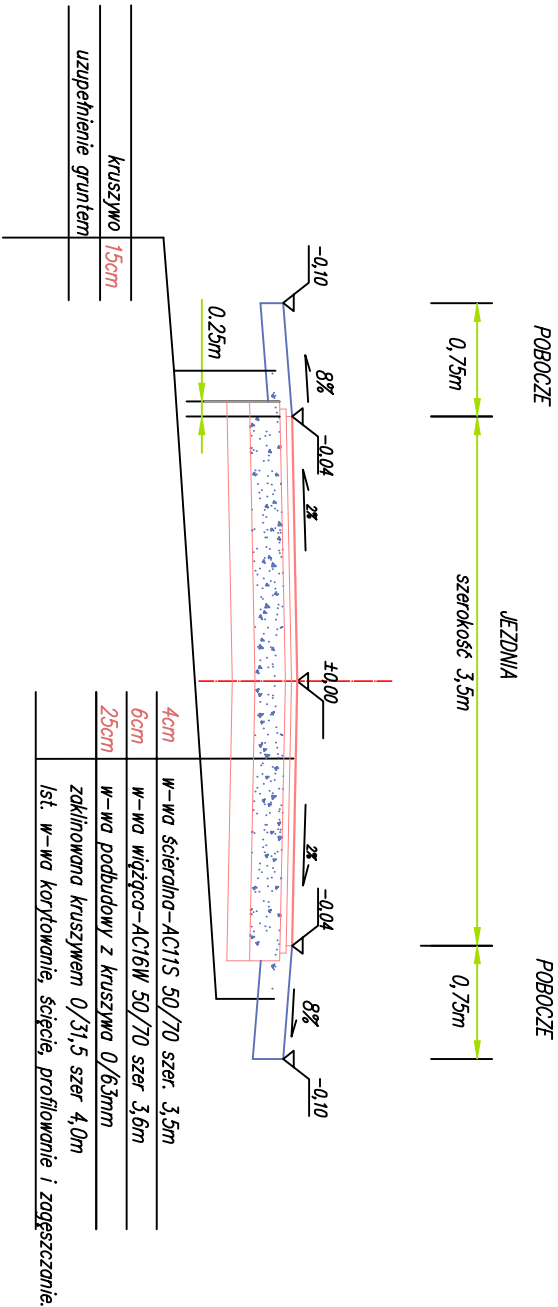 POBOCZE
JEZDNIA
POBOCZE
0,75m
szerokość 3,5m
0,75m
-0,10
-0,04
±0,00
-0,04
-0,10
8%
2%
2%
8%
0.25m
kruszywo 15cm
uzupełnienie gruntem
4cm w-wa ścieralna-AC11S 50/70 szer. 3,5m
6cm w-wa wiążąca-AC16W 50/70 szer 3,6m
25cm w-wa podbudowy z kruszywa 0/63mm
zaklinowana kruszywem 0/31,5 szer 4,0m
Ist. w-wa korytowanie, ścięcie, profilowanie i zagęszczanie.